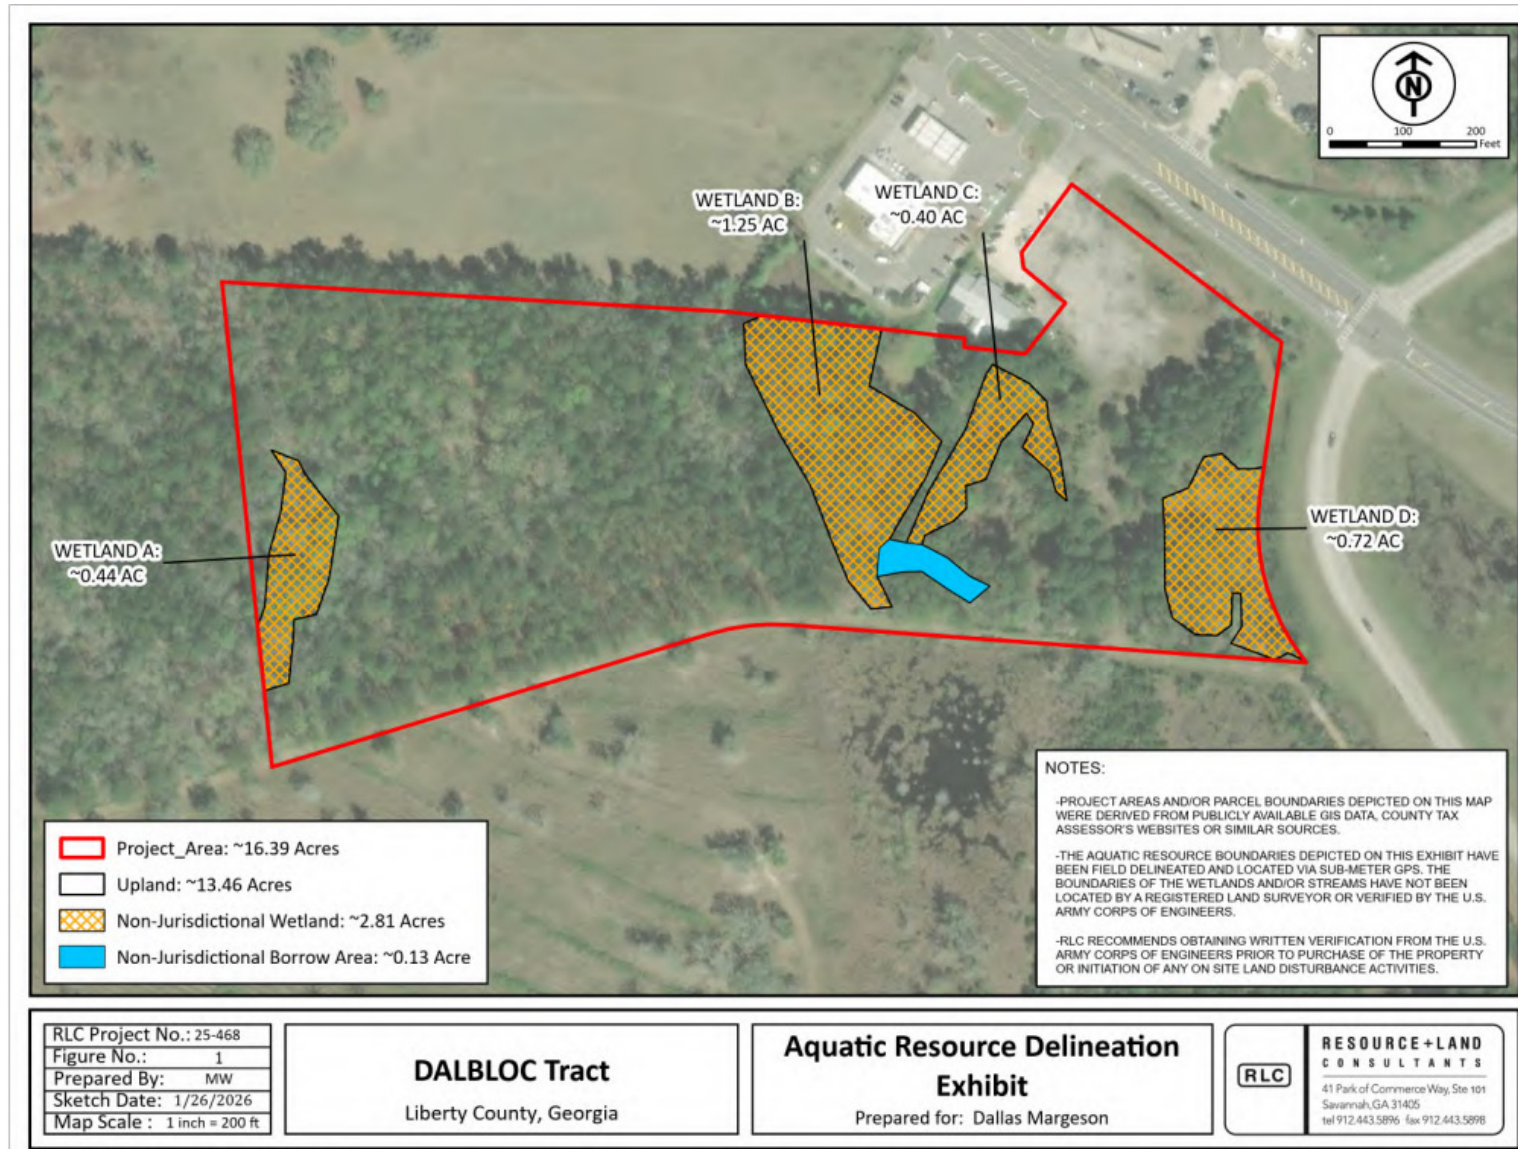 N
0 100 200
Feet
WETLAND B:
~1.25 AC
WETLAND C:
~0.40 AC
WETLAND A:
~0.44 AC
WETLAND D:
~0.72 AC
Project_Area: ~16.39 Acres
Upland: ~13.46 Acres
Non-Jurisdictional Wetland: ~2.81 Acres
Non-Jurisdictional Borrow Area: ~0.13 Acre
NOTES:
-PROJECT AREAS AND/OR PARCEL BOUNDARIES DEPICTED ON THIS MAP
WERE DERIVED FROM PUBLICLY AVAILABLE GIS DATA, COUNTY TAX
ASSESSOR'S WEBSITES OR SIMILAR SOURCES.
-THE AQUATIC RESOURCE BOUNDARIES DEPICTED ON THIS EXHIBIT HAVE
BEEN FIELD DELINEATED AND LOCATED VIA SUB-METER GPS. THE
BOUNDARIES OF THE WETLANDS AND/OR STREAMS HAVE NOT BEEN
LOCATED BY A REGISTERED LAND SURVEYOR OR VERIFIED BY THE U.S.
ARMY CORPS OF ENGINEERS.
-RLC RECOMMENDS OBTAINING WRITTEN VERIFICATION FROM THE U.S.
ARMY CORPS OF ENGINEERS PRIOR TO PURCHASE OF THE PROPERTY
OR INITIATION OF ANY ON SITE LAND DISTURBANCE ACTIVITIES.
RLC Project No.: 25-468
Figure No.: 1
Prepared By: MW
Sketch Date: 1/26/2026
Map Scale : 1 inch = 200 ft
DALBLOC Tract
Liberty County, Georgia
Aquatic Resource Delineation
Exhibit
Prepared for: Dallas Margeson
RLC
RESOURCE+LAND
CONSULTANTS
41 Park of Commerce Way, Ste 101
Savannah, GA 31405
tel 912.443.5896 fax 912.443.5898